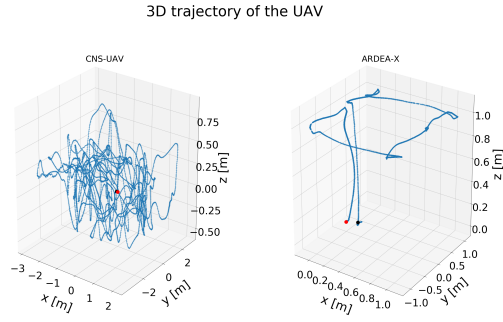 3D trajectory of the UAV
CNS-UAV
0.75
0.50
0.25
0.00
−0.25
−0.50
z [m]
−3 −2 −1 0 1 2
x [m]
−2 0 2
y [m]
ARDEA-X
1.0
0.8
0.6
0.4
0.2
0.0
z [m]
0.0 0.2 0.4 0.6 0.8 1.0
x [m]
−1.0 −0.5 0.0 0.5 1.0
y [m]